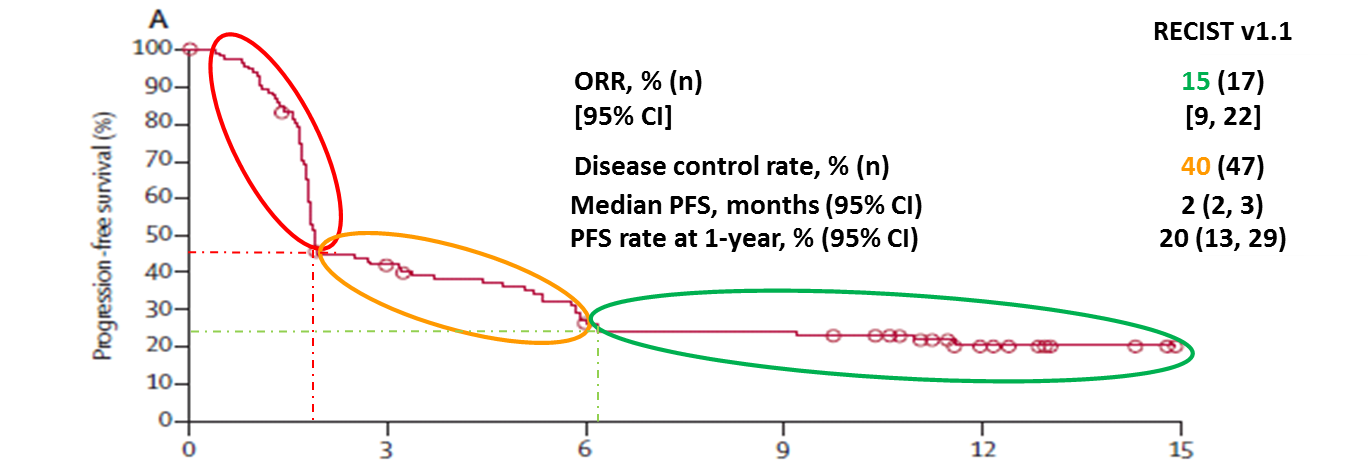 A
RECIST v1.1
ORR, % (n) 15 (17)
[95% CI] [9, 22]
Disease control rate, % (n) 40 (47)
Median PFS, months (95% CI) 2 (2, 3)
PFS rate at 1-year, % (95% CI) 20 (13, 29)
Progression-free survival (%)
100
90
80
70
60
50
40
30
20
10
0
0 3 6 9 12 15